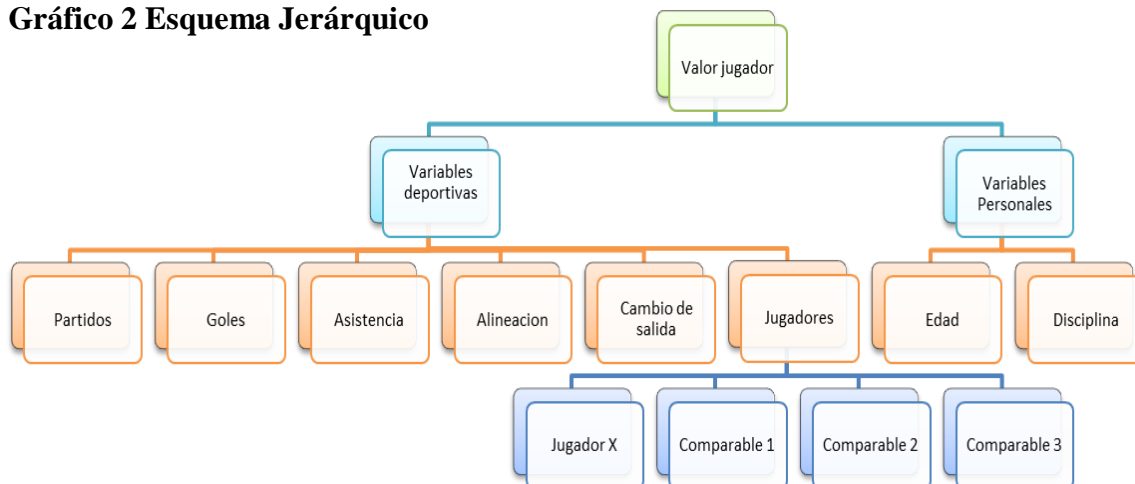 Gráfico 2 Esquema Jerárquico
Valor jugador
Variables
deportivas
Variables
Personales
Partidos
Goles
Asistencia
Alineacion
Cambio de
salida
Jugadores
Edad
Disciplina
Jugador X
Comparable 1
Comparable 2
Comparable 3